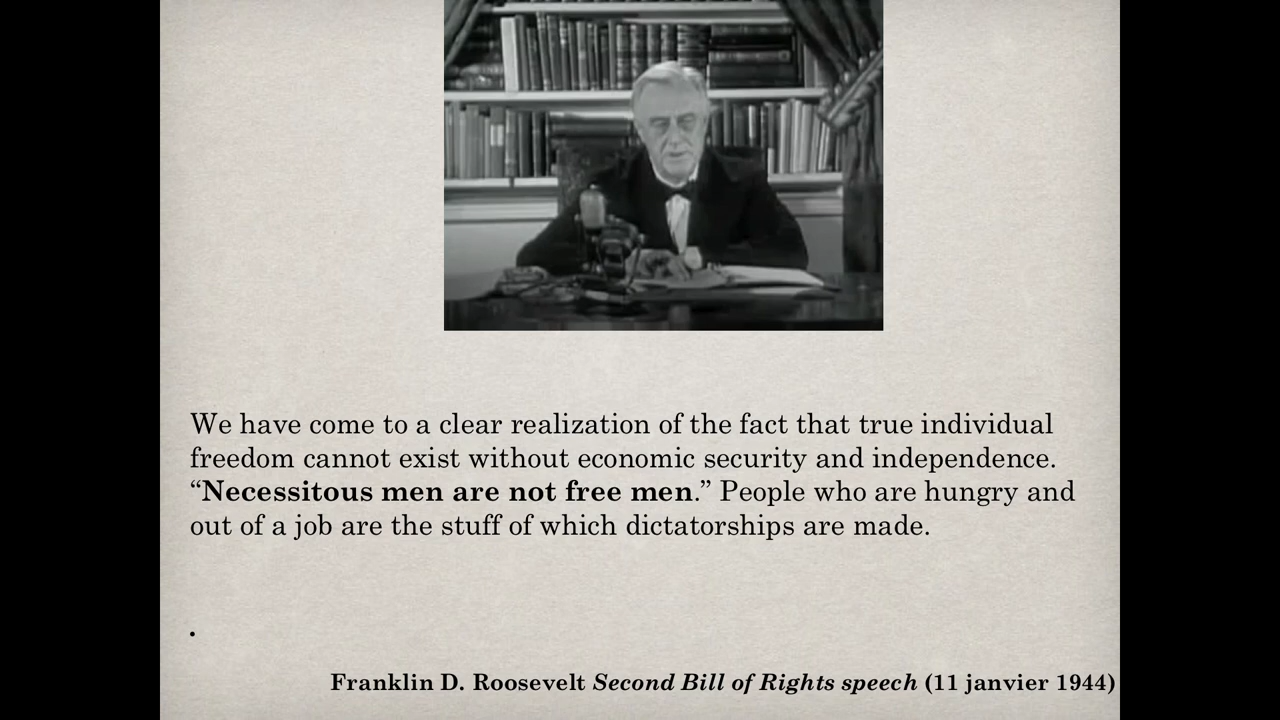 We have come to a clear realization of the fact that true individual
freedom cannot exist without economic security and independence.
“Necessitous men are not free men.” People who are hungry and
out of a job are the stuff of which dictatorships are made.
.
Franklin D. Roosevelt Second Bill of Rights speech (11 janvier 1944)